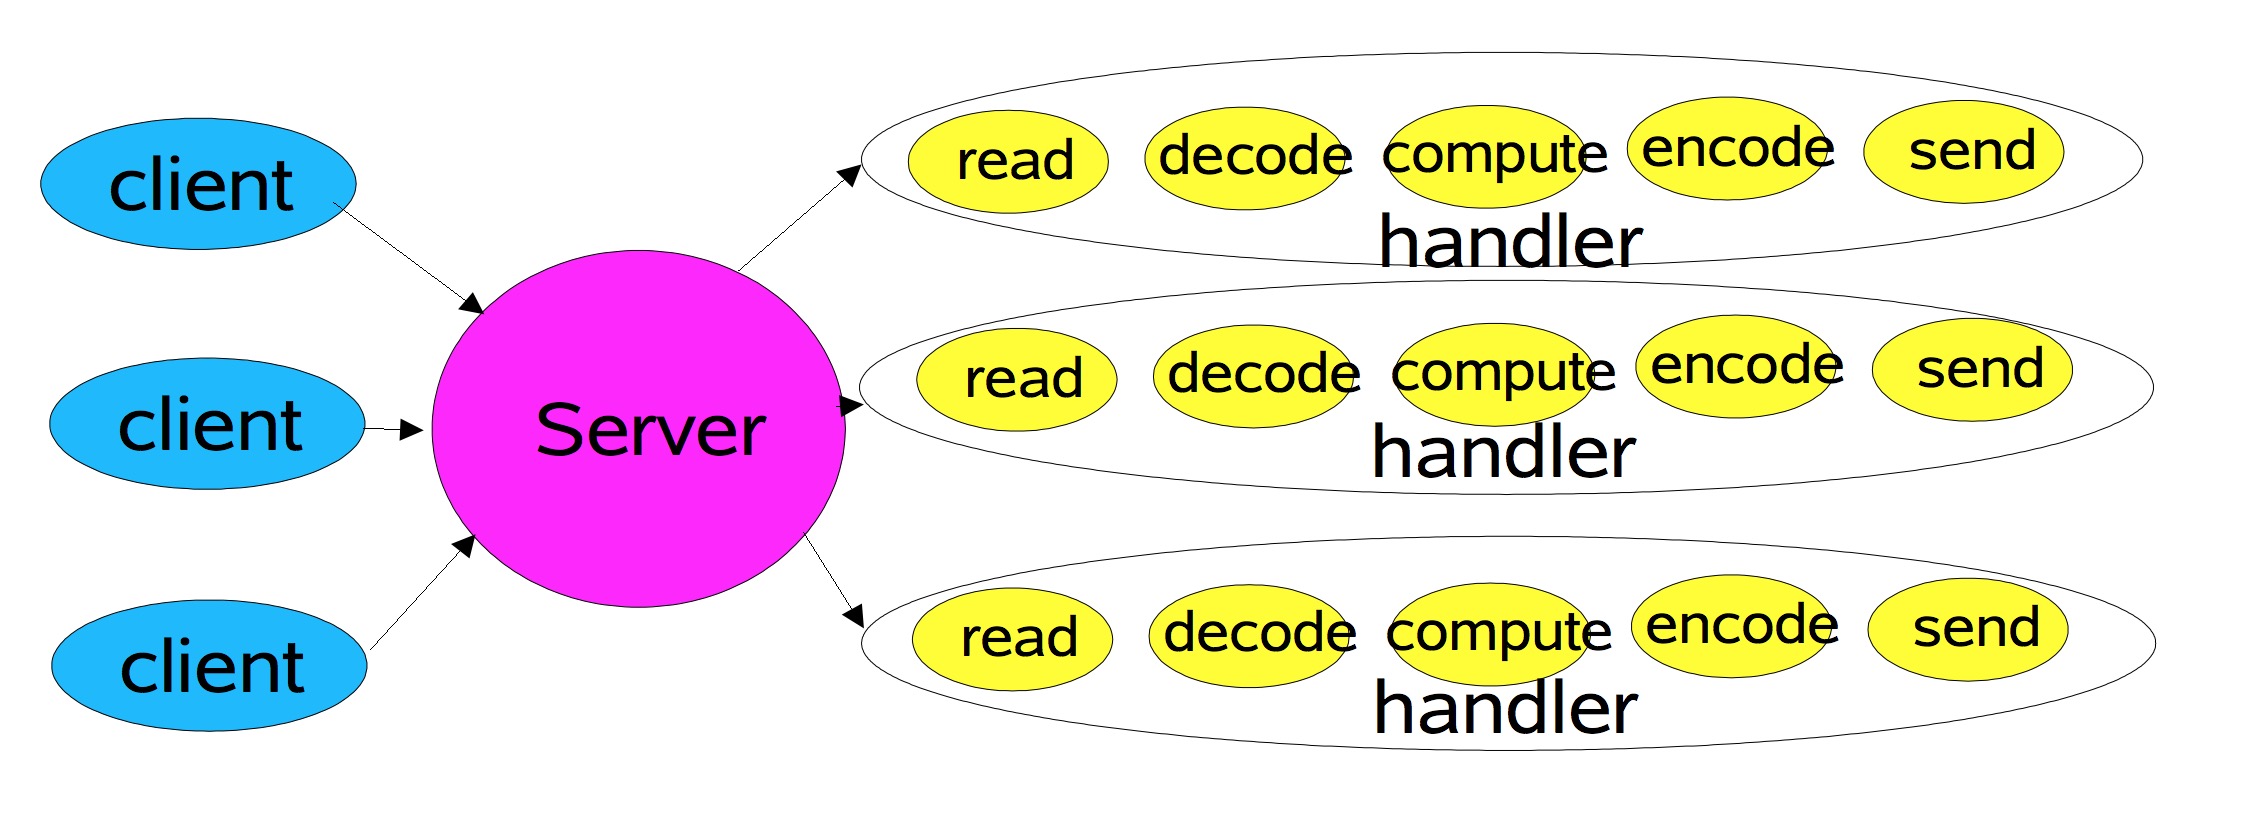 client
client
client
Server
read decode compute encode send
handler
read decode compute encode send
handler
read decode compute encode send
handler